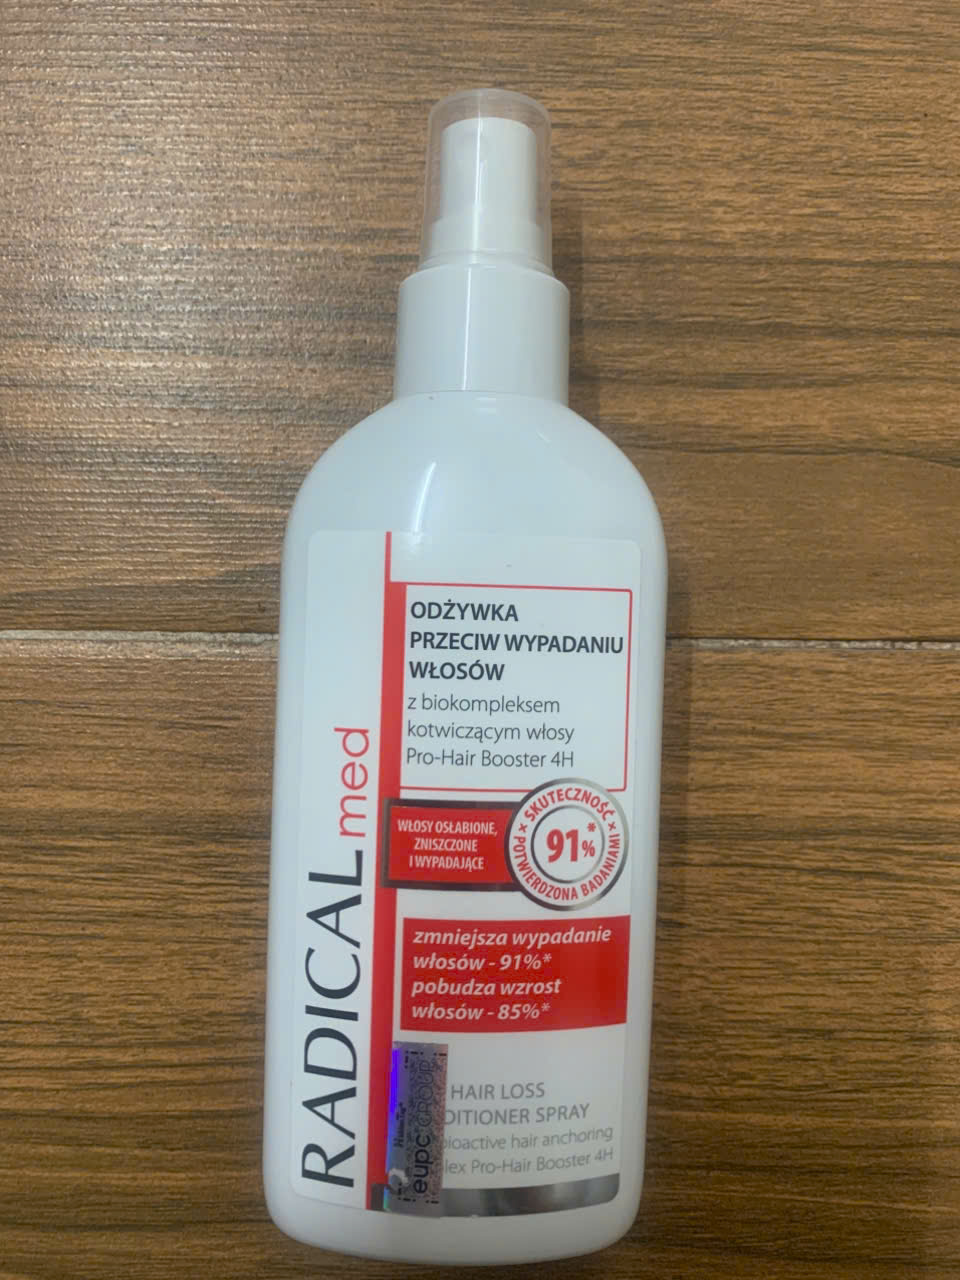 RADICAL med
ODŻYWKA
PRZECIW WYPADANIU
WŁOSÓW
z biokompleksem
kotwiczącym włosy
Pro-Hair Booster 4H
WŁOSY OSŁABIONE,
ZNISZCZONE
I WYPADAJĄCE
× SKUTECZNOŚĆ ×
91%*
POTWIERDZONA BADANIAMI
zmniejsza wypadanie
włosów - 91%*
pobudza wzrost
włosów - 85%*
HAIR LOSS
DITIONER SPRAY
bioactive hair anchoring
lex Pro-Hair Booster 4H
eupc GROUP